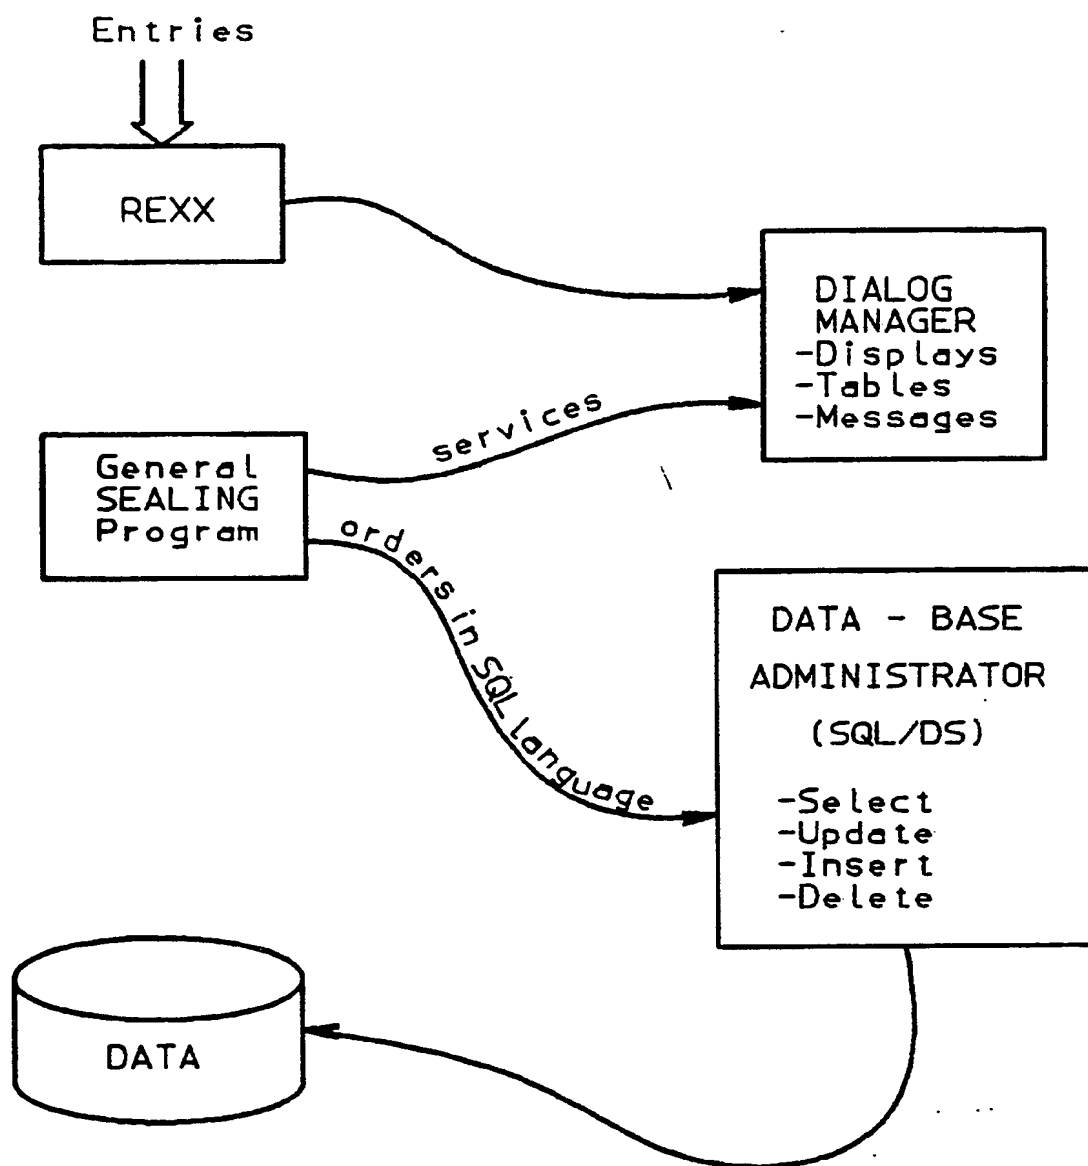 Entries
REXX
DIALOG
MANAGER
-Displays
-Tables
-Messages
services
General
SEALING
Program
orders in SQL language
DATA - BASE
ADMINISTRATOR
(SQL/DS)
-Select
-Update
-Insert
-Delete
DATA